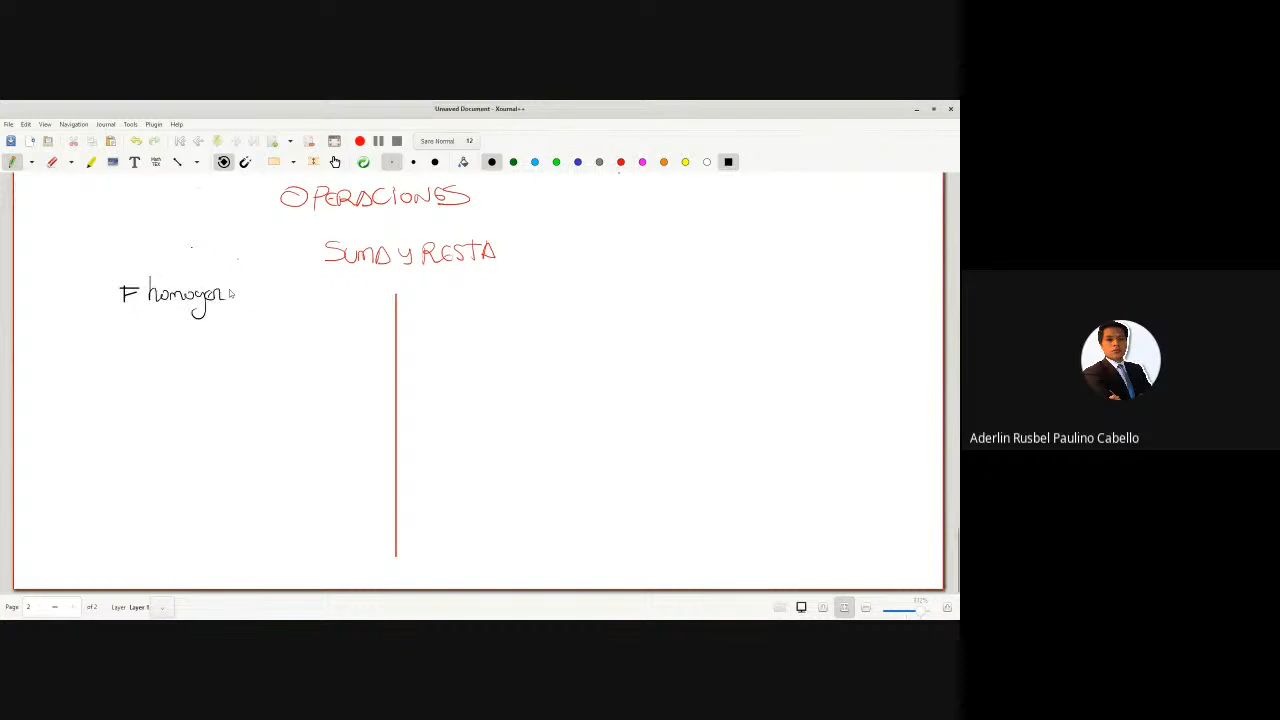 Unsaved Document - Xournal++
File Edit View Navigation Journal Tools Plugin Help
Sans Normal 12
OPERACIONES
SUMA Y RESTA
F homogen
Aderlin Rusbel Paulino Cabello
Page 2 of 2 Layer Layer 1
332%